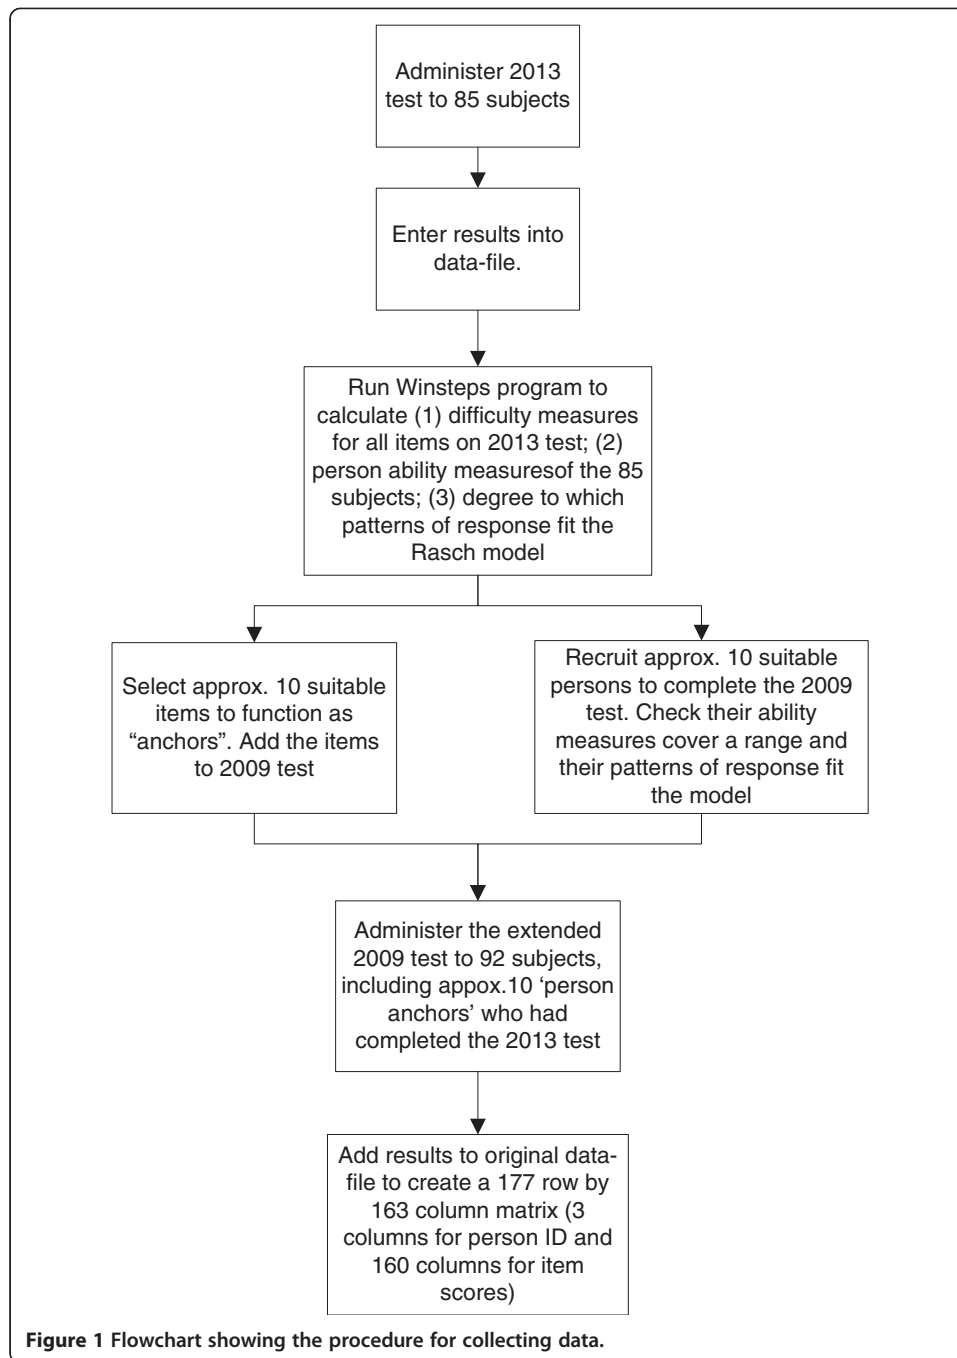 Administer 2013
test to 85 subjects
Enter results into
data-file.
Run Winsteps program to
calculate (1) difficulty measures
for all items on 2013 test; (2)
person ability measuresof the 85
subjects; (3) degree to which
patterns of response fit the
Rasch model
Select approx. 10 suitable
items to function as
“anchors”. Add the items
to 2009 test
Recruit approx. 10 suitable
persons to complete the 2009
test. Check their ability
measures cover a range and
their patterns of response fit
the model
Administer the extended
2009 test to 92 subjects,
including appox.10 ‘person
anchors’ who had
completed the 2013 test
Add results to original data-
file to create a 177 row by
163 column matrix (3
columns for person ID and
160 columns for item
scores)
Figure 1 Flowchart showing the procedure for collecting data.